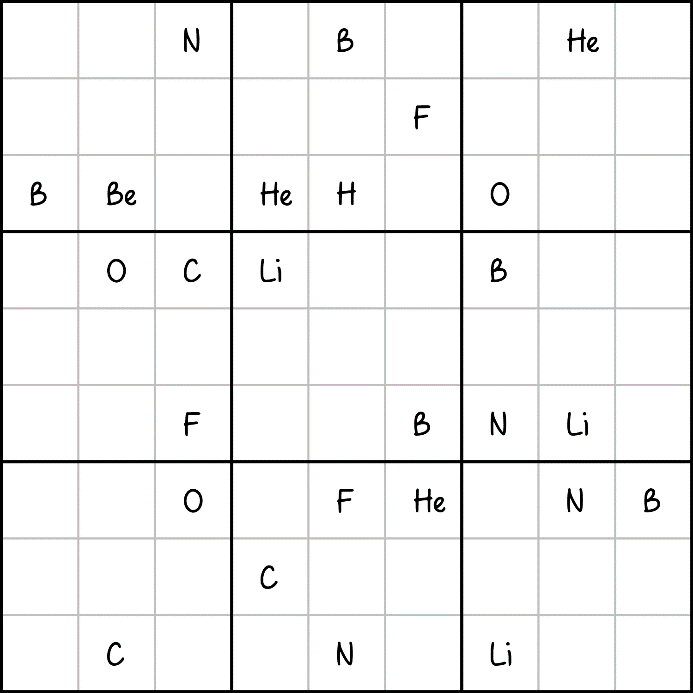 N B He
F
B Be He H O
O C Li B
F B N Li
O F He N B
C
C N Li